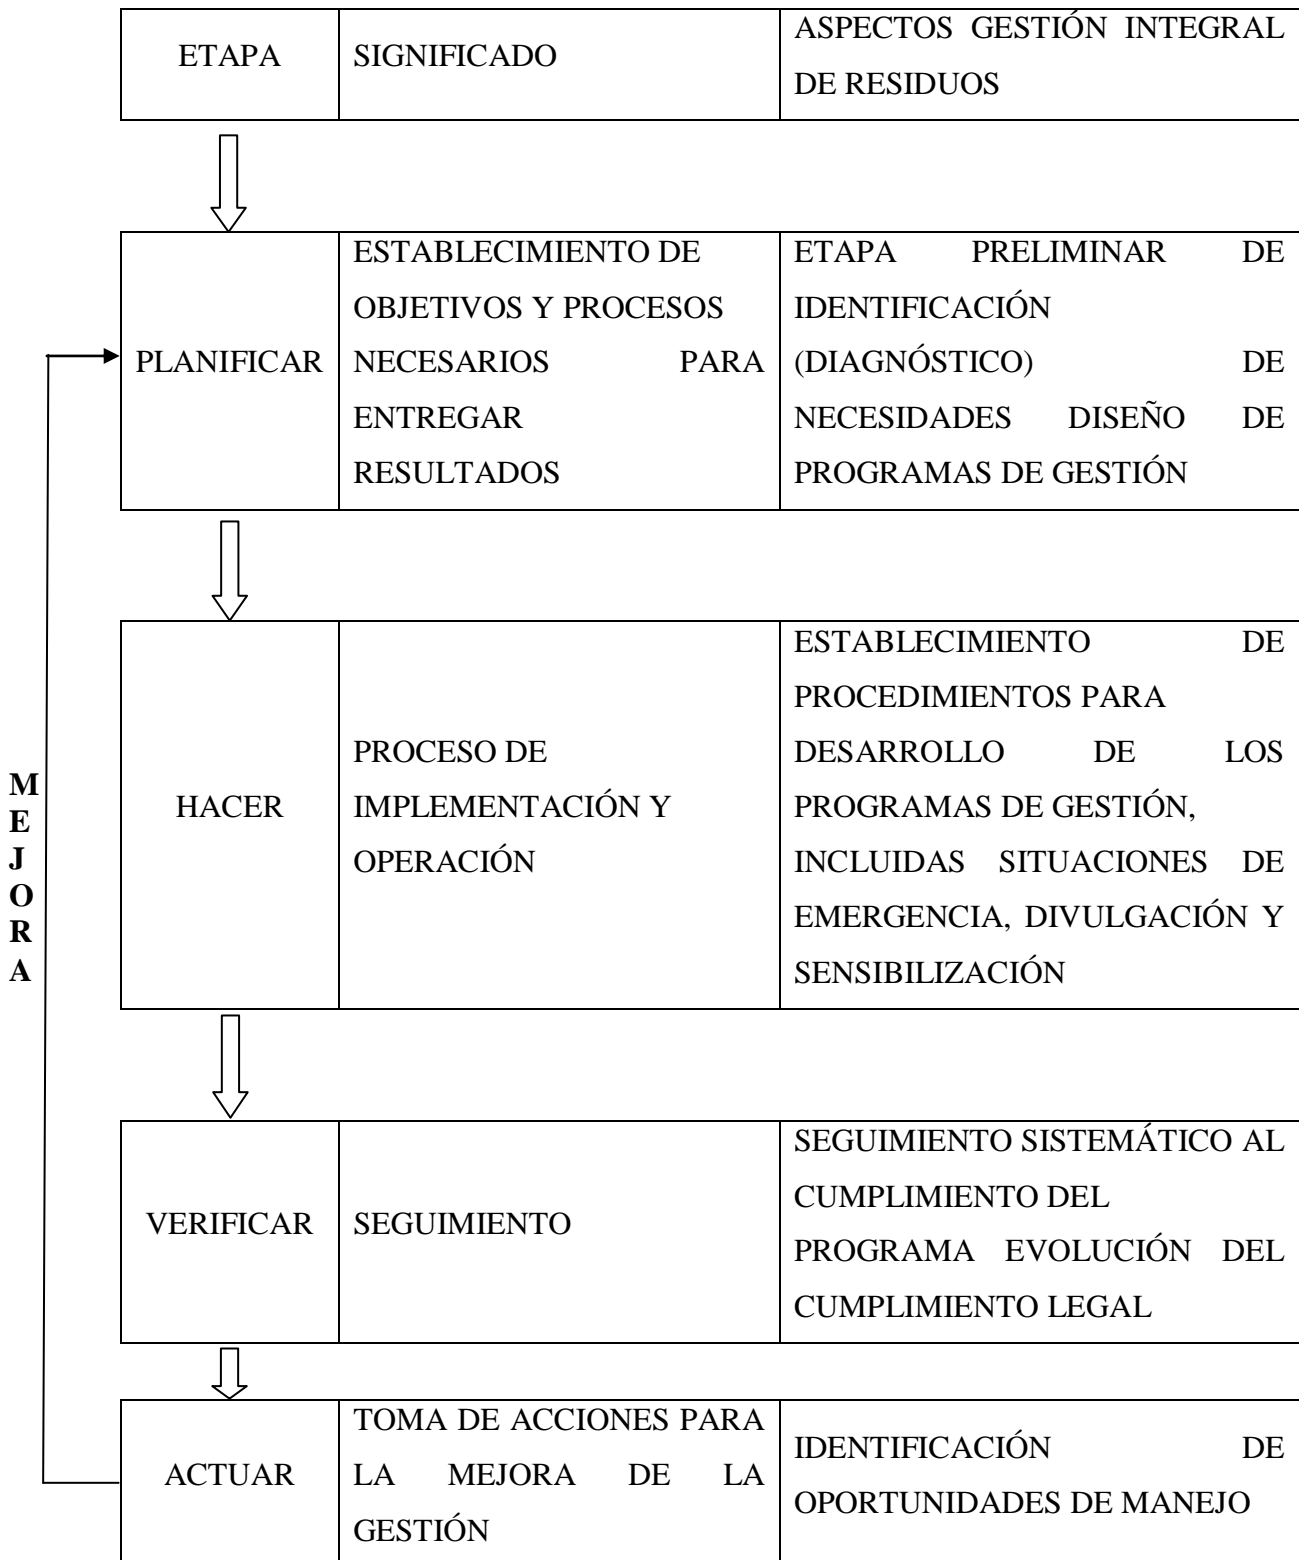 ETAPA
SIGNIFICADO
ASPECTOS GESTIÓN INTEGRAL
DE RESIDUOS
PLANIFICAR
ESTABLECIMIENTO DE
OBJETIVOS Y PROCESOS
NECESARIOS PARA
ENTREGAR
RESULTADOS
ETAPA PRELIMINAR DE
IDENTIFICACIÓN
(DIAGNÓSTICO) DE
NECESIDADES DISEÑO DE
PROGRAMAS DE GESTIÓN
M
E
J
O
R
A
HACER
PROCESO DE
IMPLEMENTACIÓN Y
OPERACIÓN
ESTABLECIMIENTO DE
PROCEDIMIENTOS PARA
DESARROLLO DE LOS
PROGRAMAS DE GESTIÓN,
INCLUIDAS SITUACIONES DE
EMERGENCIA, DIVULGACIÓN Y
SENSIBILIZACIÓN
VERIFICAR
SEGUIMIENTO
SEGUIMIENTO SISTEMÁTICO AL
CUMPLIMIENTO DEL
PROGRAMA EVOLUCIÓN DEL
CUMPLIMIENTO LEGAL
ACTUAR
TOMA DE ACCIONES PARA
LA MEJORA DE LA
GESTIÓN
IDENTIFICACIÓN DE
OPORTUNIDADES DE MANEJO